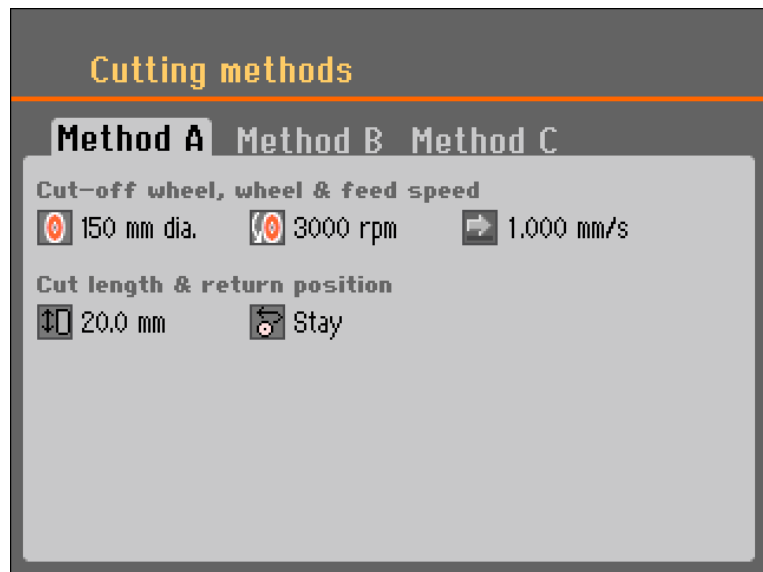 Cutting methods
Method A Method B Method C
Cut-off wheel, wheel & feed speed
150 mm dia. 3000 rpm 1.000 mm/s
Cut length & return position
20.0 mm Stay